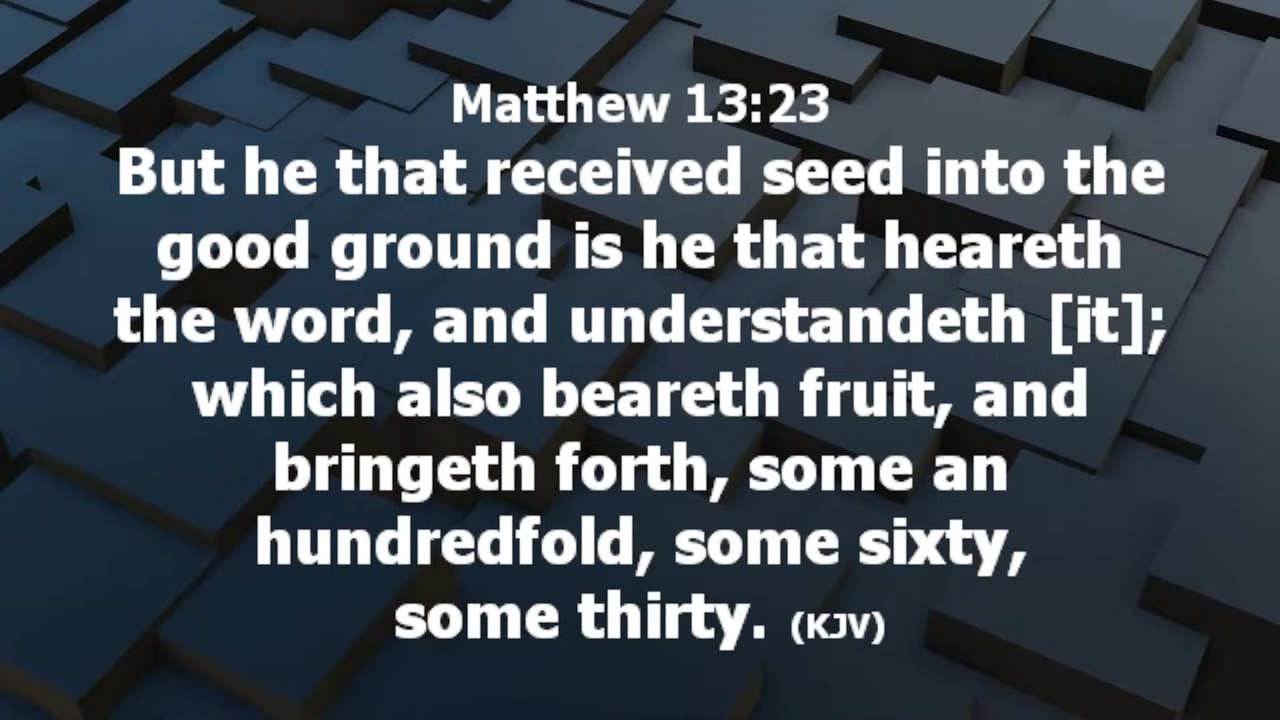 Matthew 13:23
But he that received seed into the
good ground is he that heareth
the word, and understandeth [it];
which also beareth fruit, and
bringeth forth, some an
hundredfold, some sixty,
some thirty. (KJV)